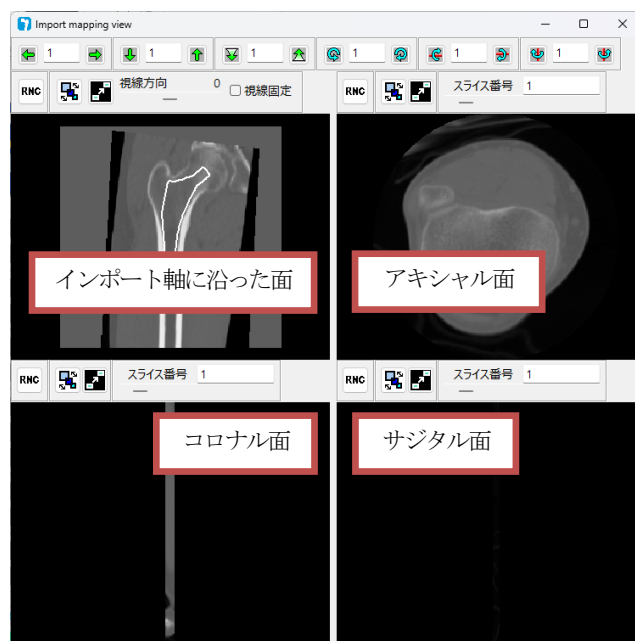 Import mapping view
1 1 1 1 1 1
RNC 視線方向 0 視線固定
RNC スライス番号 1
インポート軸に沿った面
アキシャル面
RNC スライス番号 1
RNC スライス番号 1
コロナル面
サジタル面